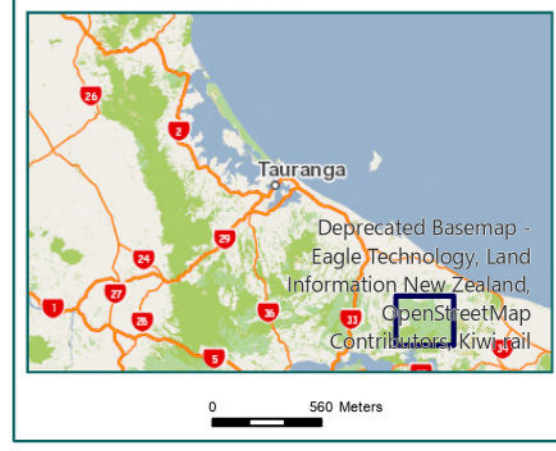 26
2
Tauranga
29
Deprecated Basemap -
Eagle Technology, Land
Information New Zealand,
OpenStreetMap
Contributors, Kiwi rail
24
27
1
28
36
33
5
34
0 560 Meters